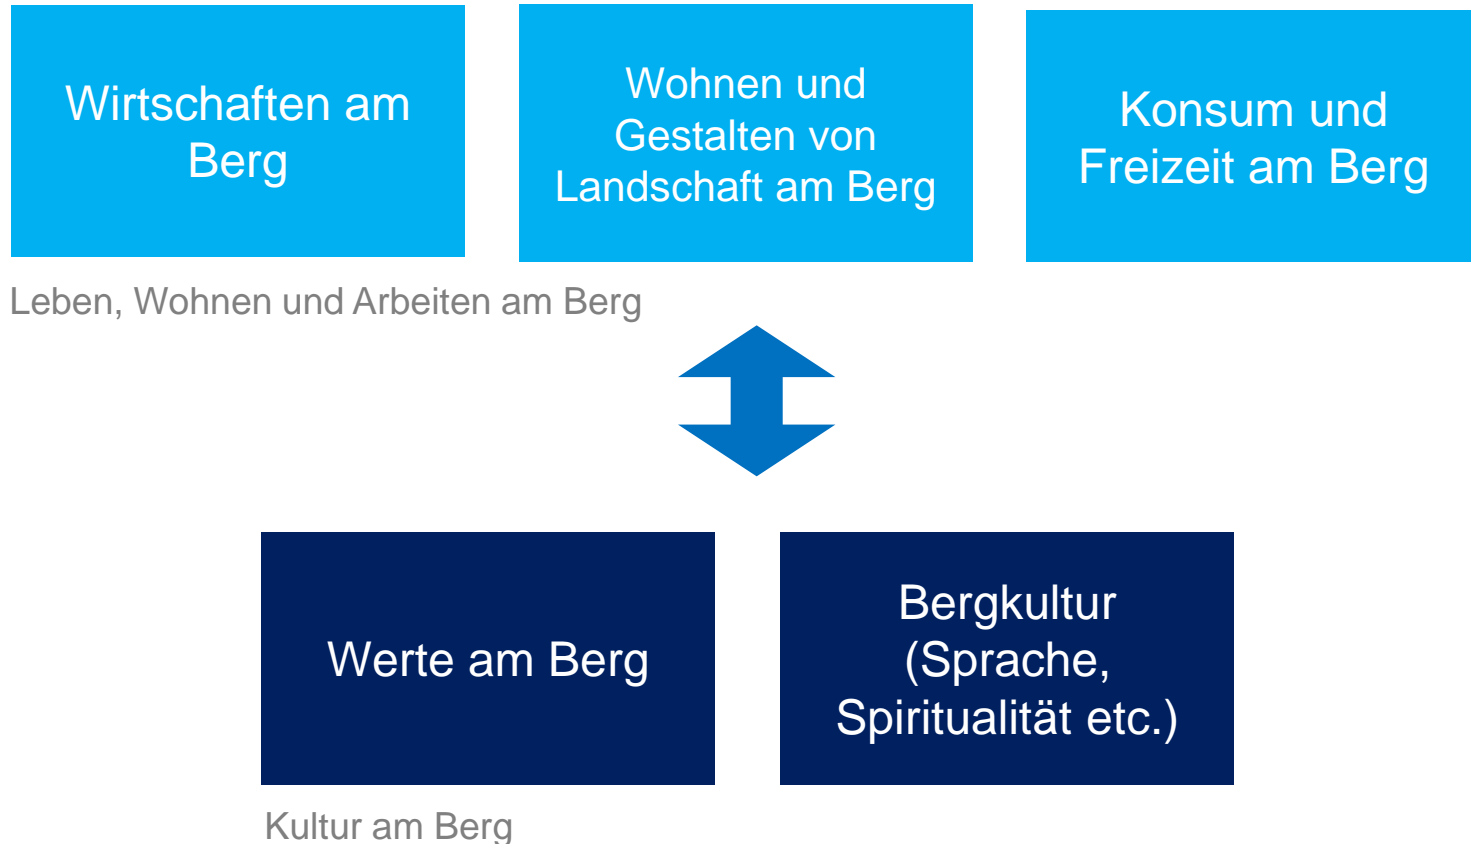 Wirtschaften am
Berg
Wohnen und
Gestalten von
Landschaft am Berg
Konsum und
Freizeit am Berg
Leben, Wohnen und Arbeiten am Berg
Werte am Berg
Bergkultur
(Sprache,
Spiritualität etc.)
Kultur am Berg